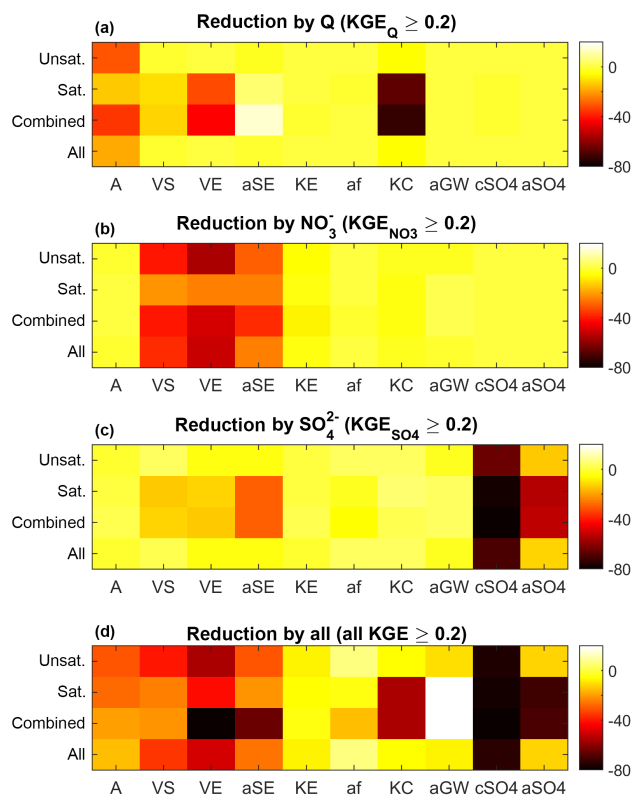 (a) Reduction by Q (KGE_Q ≥ 0.2)
Unsat.
Sat.
Combined
All
0
-40
-80
A VS VE aSE KE af KC aGW cSO4 aSO4
(b) Reduction by NO₃⁻ (KGE_NO3 ≥ 0.2)
Unsat.
Sat.
Combined
All
0
-40
-80
A VS VE aSE KE af KC aGW cSO4 aSO4
(c) Reduction by SO₄²⁻ (KGE_SO4 ≥ 0.2)
Unsat.
Sat.
Combined
All
0
-40
-80
A VS VE aSE KE af KC aGW cSO4 aSO4
(d) Reduction by all (all KGE ≥ 0.2)
Unsat.
Sat.
Combined
All
0
-40
-80
A VS VE aSE KE af KC aGW cSO4 aSO4